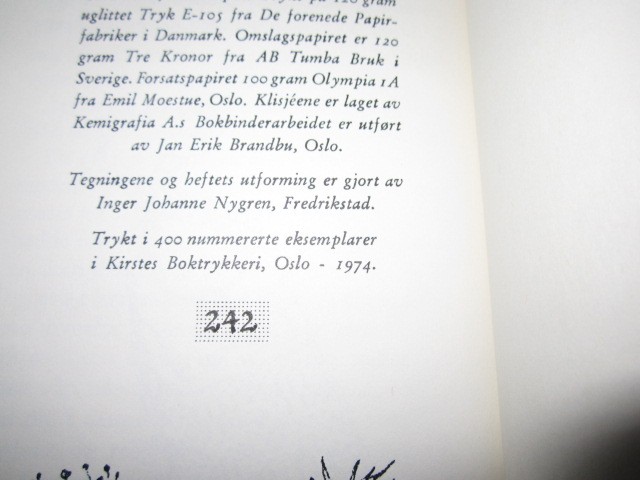 på 120 gram
uglittet Tryk E-105 fra De forenede Papir-
fabriker i Danmark. Omslagspapiret er 120
gram Tre Kronor fra AB Tumba Bruk i
Sverige. Forsatspapiret 100 gram Olympia 1A
fra Emil Moestue, Oslo. Klisjéene er laget av
Kemigrafia A.s Bokbinderarbeidet er utført
av Jan Erik Brandbu, Oslo.
Tegningene og heftets utforming er gjort av
Inger Johanne Nygren, Fredrikstad.
Trykt i 400 nummererte eksemplarer
i Kirstes Boktrykkeri, Oslo - 1974.
242